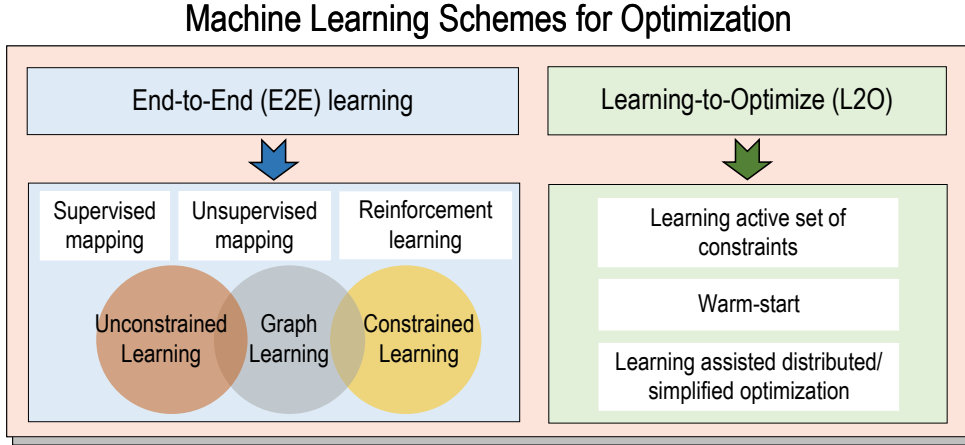 Machine Learning Schemes for Optimization
End-to-End (E2E) learning
Learning-to-Optimize (L2O)
Supervised
mapping
Unsupervised
mapping
Reinforcement
learning
Unconstrained
Learning
Graph
Learning
Constrained
Learning
Learning active set of
constraints
Warm-start
Learning assisted distributed/
simplified optimization